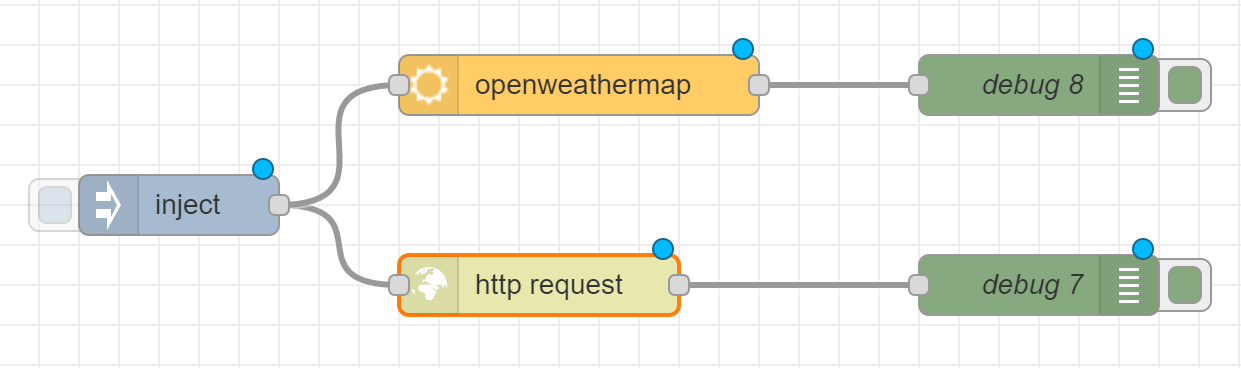 openweathermap
debug 8
inject
http request
debug 7